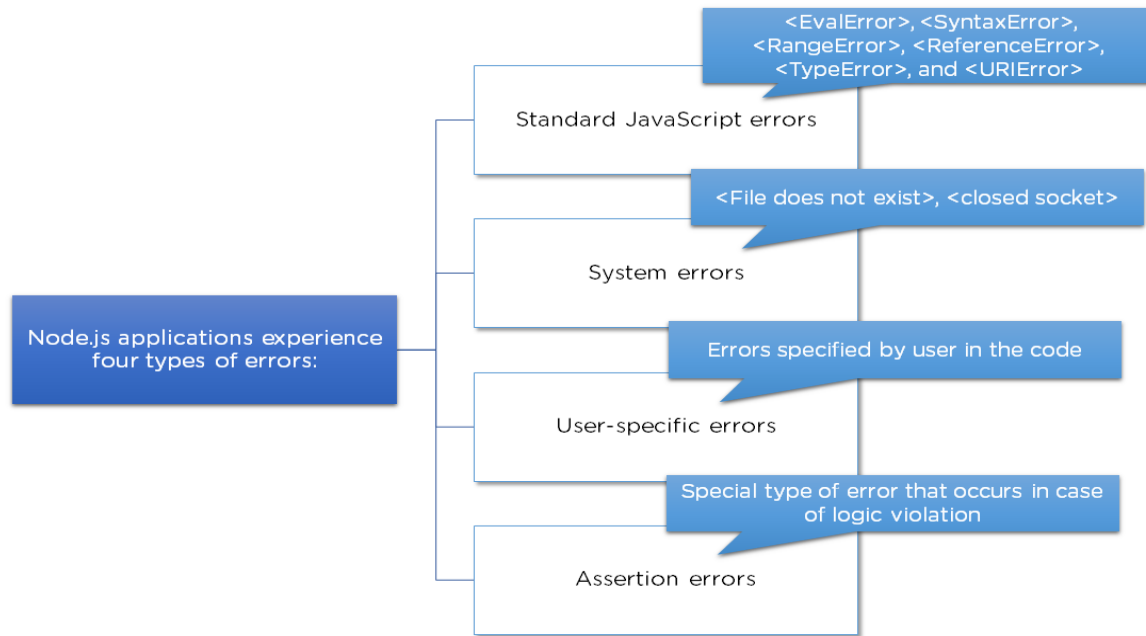 <EvalError>, <SyntaxError>,
<RangeError>, <ReferenceError>,
<TypeError>, and <URIError>
Standard JavaScript errors
<File does not exist>, <closed socket>
System errors
Node.js applications experience
four types of errors:
Errors specified by user in the code
User-specific errors
Special type of error that occurs in case
of logic violation
Assertion errors